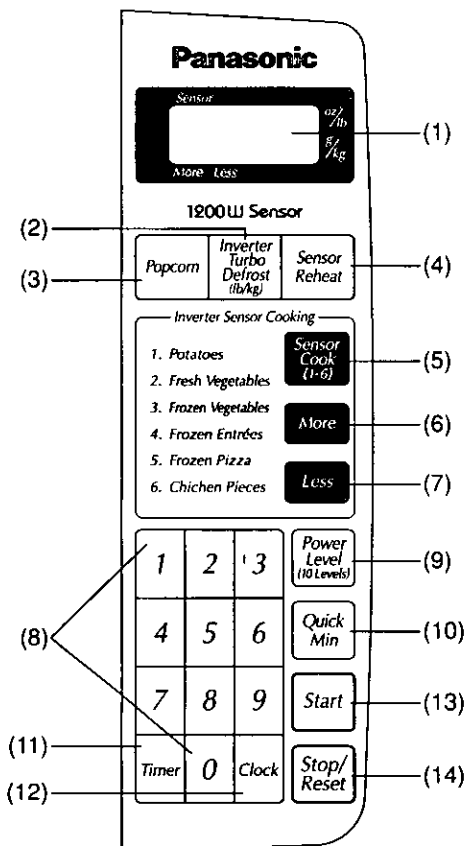 Panasonic
Sensor
oz/lb
g/kg
(1)
More Less
1200W Sensor
(2)
Popcorn
Inverter
Turbo
Defrost
(lb/kg)
Sensor
Reheat
(3)
(4)
Inverter Sensor Cooking
1. Potatoes
2. Fresh Vegetables
3. Frozen Vegetables
4. Frozen Entrées
5. Frozen Pizza
6. Chichen Pieces
Sensor
Cook
(1-6)
(5)
More
(6)
Less
(7)
1 2 3
Power
Level
(10 Levels)
(9)
4 5 6
Quick
Min
(8)
(10)
7 8 9
Start
(13)
(11)
Timer 0 Clock
Stop/
Reset
(12)
(14)